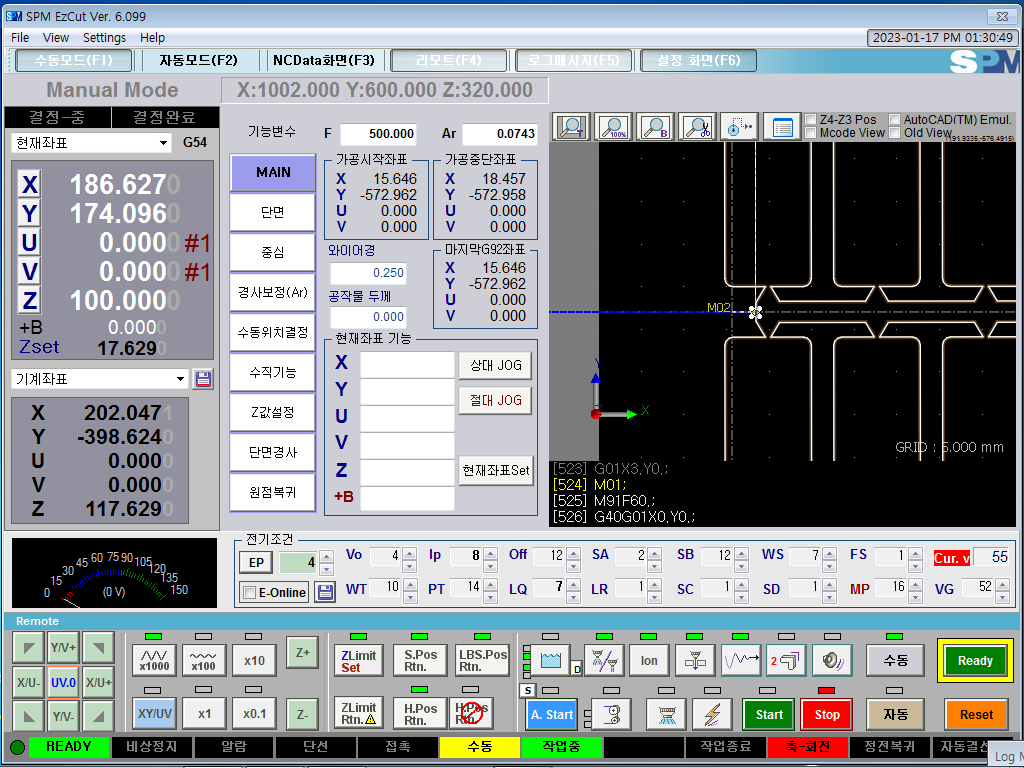 SPM EzCut Ver. 6.099
File View Settings Help
2023-01-17 PM 01:30:49
수동모드(F1) 자동모드(F2) NCData화면(F3) 리모트(F4) 로그메시지(F5) 설정 화면(F6)
SPM
Manual Mode X:1002.000 Y:600.000 Z:320.000
결정-중 결정완료
현재좌표 G54
X 186.6270
Y 174.0960
U 0.0000 #1
V 0.0000 #1
Z 100.0000
+B 0.0000
Zset 17.6290
기계좌표
X 202.0471
Y -398.6240
U 0.0000
V 0.0000
Z 117.6290
기능변수 F 500.000 Ar 0.0743
MAIN
단면
중심
경사보정(Ar)
수동위치결정
수직기능
Z값설정
단면경사
원점복귀
가공시작좌표
X 15.646
Y -572.962
U 0.000
V 0.000
가공중단좌표
X 18.457
Y -572.958
U 0.000
V 0.000
와이어경
0.250
공작물 두께
0.000
마지막G92좌표
X 15.646
Y -572.962
U 0.000
V 0.000
현재좌표 기능
X
Y
U
V
Z
+B
상대 JOG
절대 JOG
현재좌표Set
T 100% B
Z4-Z3 Pos AutoCAD(TM) Emul.
Mcode View Old View
(191.9335,-576.4915)
M02
Y
X
GRID : 5.000 mm
[523] G01X3,Y0,;
[524] M01;
[525] M91F60,;
[526] G40G01X0,Y0,;
0 15 30 45 60 75 90 105 120 135 150
(0 V)
전기조건
EP 4
E-Online
Vo 4 Ip 8 Off 12 SA 2 SB 12 WS 7 FS 1 Cur. v 55
WT 10 PT 14 LQ 7 LR 1 SC 1 SD 1 MP 16 VG 52
Remote
Y/V+
X/U- UV.0 X/U+
Y/V-
x1000 x100 x10 Z+
XY/UV x1 x0.1 Z-
ZLimit Set S.Pos Rtn. LBS.Pos Rtn.
ZLimit Rtn. H.Pos Rtn.
D Ion 2 수동 Ready
S A. Start Start Stop 자동 Reset
READY 비상정지 알람 단선 접촉 수동 작업중 작업종료 축-회전 정전복귀 자동결선
Log M